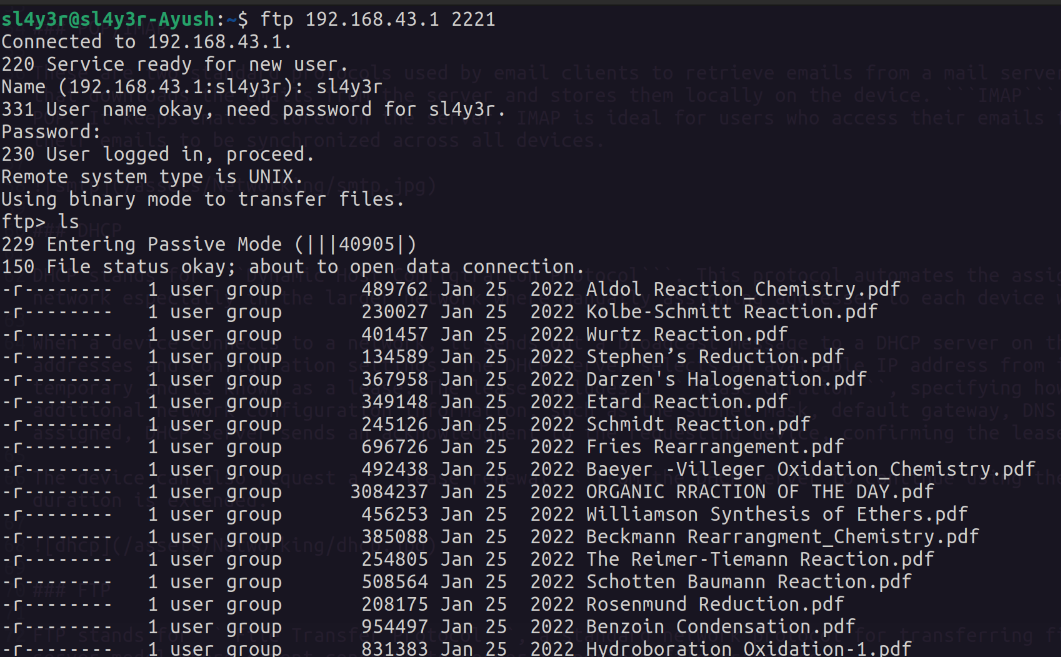 sl4y3r@sl4y3r-Ayush:~$ ftp 192.168.43.1 2221
Connected to 192.168.43.1.
220 Service ready for new user.
Name (192.168.43.1:sl4y3r): sl4y3r
331 User name okay, need password for sl4y3r.
Password:
230 User logged in, proceed.
Remote system type is UNIX.
Using binary mode to transfer files.
ftp> ls
229 Entering Passive Mode (|||40905|)
150 File status okay; about to open data connection.
-r-------- 1 user group 489762 Jan 25 2022 Aldol Reaction_Chemistry.pdf
-r-------- 1 user group 230027 Jan 25 2022 Kolbe-Schmitt Reaction.pdf
-r-------- 1 user group 401457 Jan 25 2022 Wurtz Reaction.pdf
-r-------- 1 user group 134589 Jan 25 2022 Stephen’s Reduction.pdf
-r-------- 1 user group 367958 Jan 25 2022 Darzen's Halogenation.pdf
-r-------- 1 user group 349148 Jan 25 2022 Etard Reaction.pdf
-r-------- 1 user group 245126 Jan 25 2022 Schmidt Reaction.pdf
-r-------- 1 user group 696726 Jan 25 2022 Fries Rearrangement.pdf
-r-------- 1 user group 492438 Jan 25 2022 Baeyer -Villeger Oxidation_Chemistry.pdf
-r-------- 1 user group 3084237 Jan 25 2022 ORGANIC RRACTION OF THE DAY.pdf
-r-------- 1 user group 456253 Jan 25 2022 Williamson Synthesis of Ethers.pdf
-r-------- 1 user group 385088 Jan 25 2022 Beckmann Rearrangment_Chemistry.pdf
-r-------- 1 user group 254805 Jan 25 2022 The Reimer-Tiemann Reaction.pdf
-r-------- 1 user group 508564 Jan 25 2022 Schotten Baumann Reaction.pdf
-r-------- 1 user group 208175 Jan 25 2022 Rosenmund Reduction.pdf
-r-------- 1 user group 954497 Jan 25 2022 Benzoin Condensation.pdf
-r-------- 1 user group 831383 Jan 25 2022 Hydroboration Oxidation-1.pdf